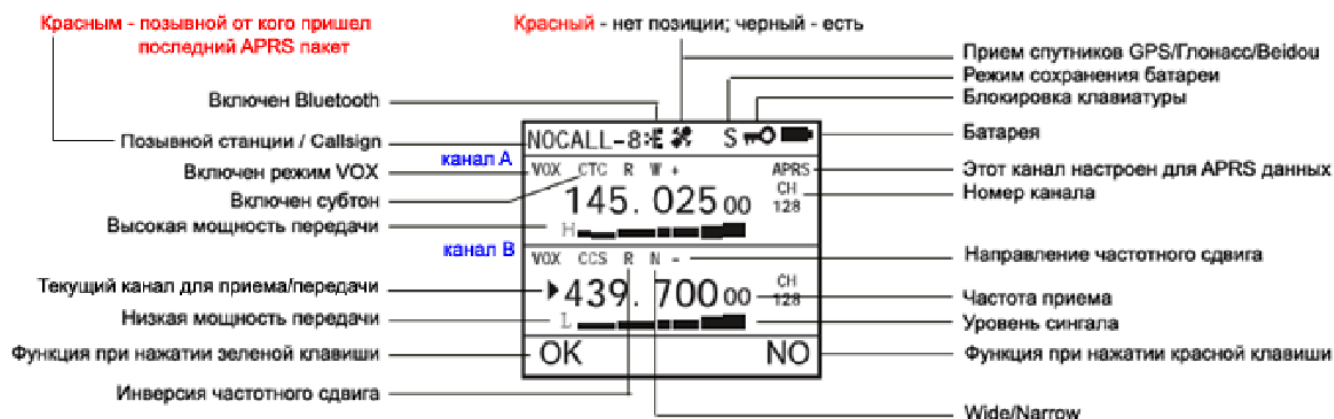 Красным - позывной от кого пришел
последний APRS пакет
Красный - нет позиции; черный - есть
Прием спутников GPS/Глонасс/Beidou
Режим сохранения батареи
Блокировка клавиатуры
Батарея
Этот канал настроен для APRS данных
Номер канала
Направление частотного сдвига
Частота приема
Уровень сингала
Функция при нажатии красной клавиши
Wide/Narrow
Включен Bluetooth
Позывной станции / Callsign
Включен режим VOX
Включен субтон
Высокая мощность передачи
Текущий канал для приема/передачи
Низкая мощность передачи
Функция при нажатии зеленой клавиши
Инверсия частотного сдвига
канал A
канал B
NOCALL-8 S
VOX CTC R W + APRS
145. 025 00 CH
128
H
VOX CCS R N -
439. 700 00 CH
128
L
OK NO